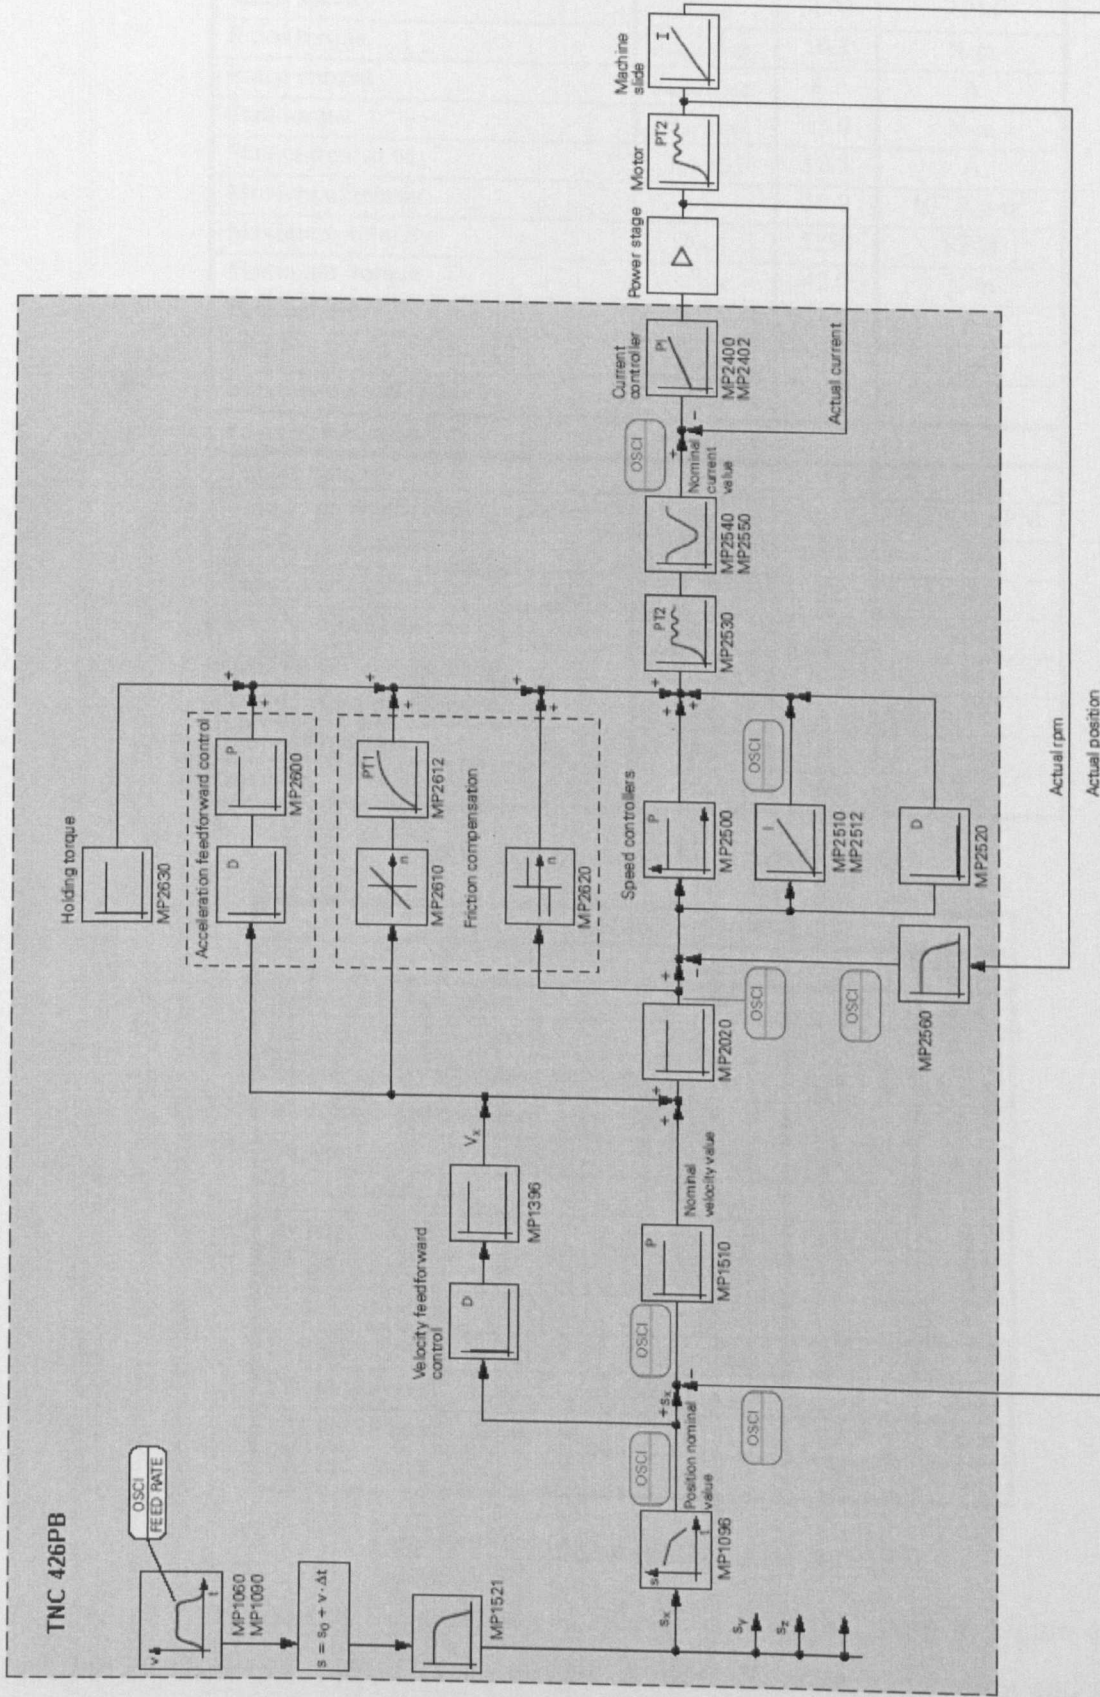 TNC 426PB
OSCI
FEED RATE
v
t
MP1060
MP1090
s = s₀ + v · Δt
MP1521
sₓ
s_y
s_z
s
t
MP1096
Position nominal
value
OSCI
+ sₓ
−
OSCI
OSCI
Velocity feedforward
control
D
MP1396
Vₓ
P
MP1510
Nominal
velocity value
+
+
MP2020
OSCI
+
−
OSCI
MP2560
Holding torque
MP2630
Acceleration feedforward control
D
P
MP2600
+
+
n
MP2610
PT1
MP2612
+
+
Friction compensation
n
MP2620
+
+
Speed controllers
P
MP2500
I
MP2510
MP2512
OSCI
D
MP2520
+
+
+
PT2
MP2530
MP2540
MP2550
Nominal
current
value
OSCI
+
−
Current
controller
PI
MP2400
MP2402
Power stage
Actual current
Motor
PT2
Machine
slide
I
Actual rpm
Actual position